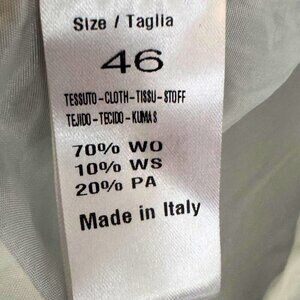 Size / Taglia
46
TESSUTO-CLOTH-TISSU-STOFF
TEJIDO-TECIDO-KUMAS
70% WO
10% WS
20% PA
Made in Italy